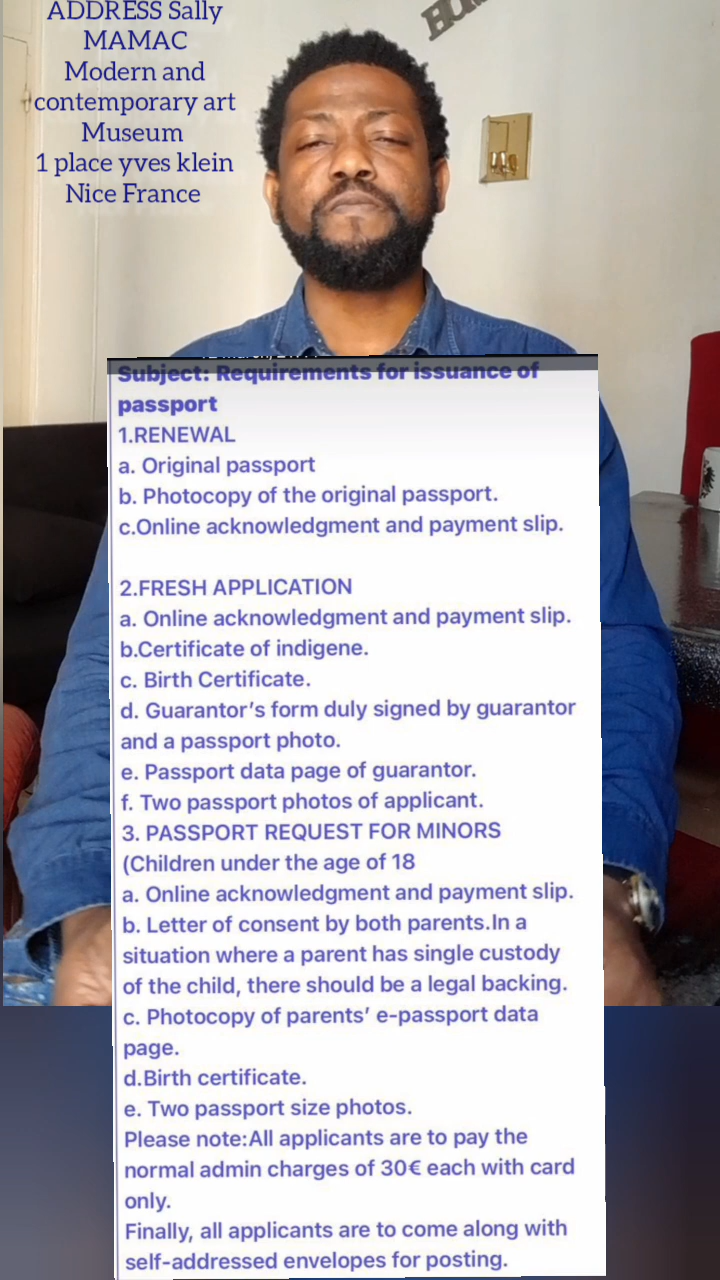 ADDRESS Sally
MAMAC
Modern and
contemporary art
Museum
1 place yves klein
Nice France
Subject: Requirements for issuance of
passport
1.RENEWAL
a. Original passport
b. Photocopy of the original passport.
c.Online acknowledgment and payment slip.
2.FRESH APPLICATION
a. Online acknowledgment and payment slip.
b.Certificate of indigene.
c. Birth Certificate.
d. Guarantor's form duly signed by guarantor
and a passport photo.
e. Passport data page of guarantor.
f. Two passport photos of applicant.
3. PASSPORT REQUEST FOR MINORS
(Children under the age of 18
a. Online acknowledgment and payment slip.
b. Letter of consent by both parents.In a
situation where a parent has single custody
of the child, there should be a legal backing.
c. Photocopy of parents' e-passport data
page.
d.Birth certificate.
e. Two passport size photos.
Please note:All applicants are to pay the
normal admin charges of 30€ each with card
only.
Finally, all applicants are to come along with
self-addressed envelopes for posting.